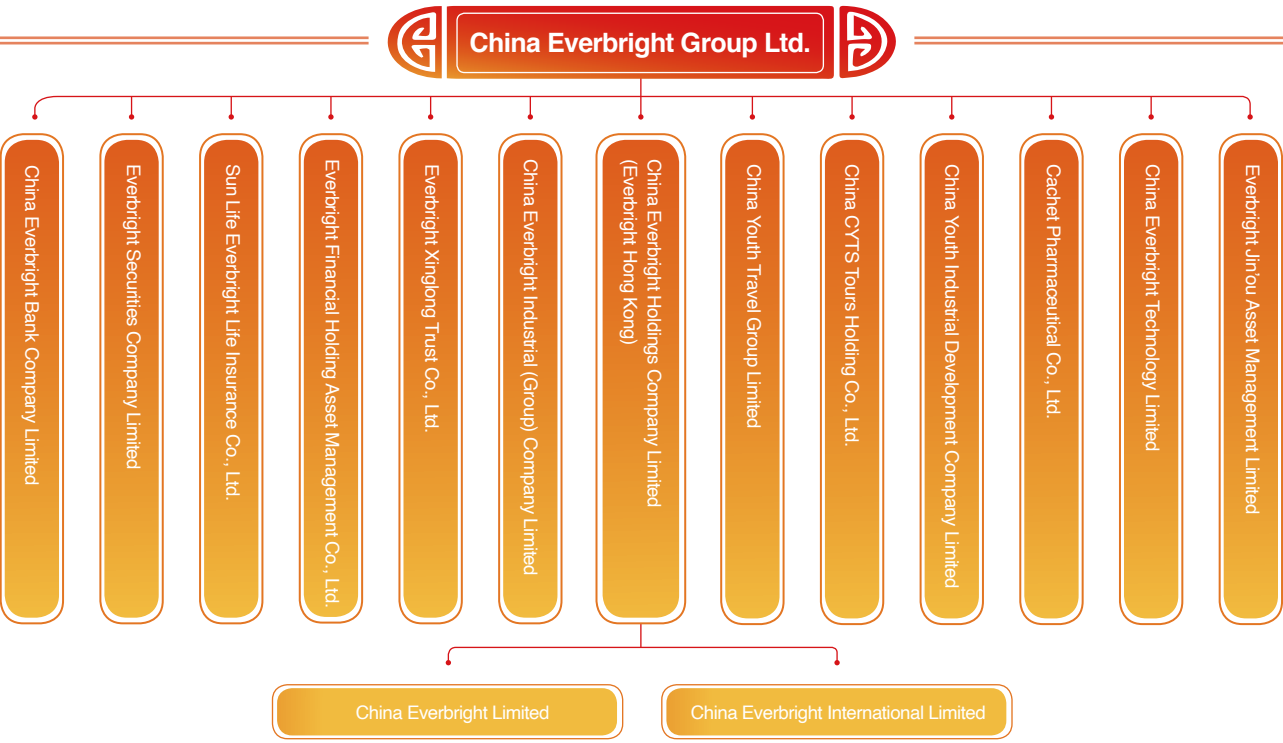 China Everbright Group Ltd.
China Everbright Bank Company Limited
Everbright Securities Company Limited
Sun Life Everbright Life Insurance Co., Ltd.
Everbright Financial Holding Asset Management Co., Ltd.
Everbright Xinglong Trust Co., Ltd.
China Everbright Industrial (Group) Company Limited
China Everbright Holdings Company Limited
(Everbright Hong Kong)
China Youth Travel Group Limited
China CYTS Tours Holding Co., Ltd.
China Youth Industrial Development Company Limited
Cachet Pharmaceutical Co., Ltd.
China Everbright Technology Limited
Everbright Jin'ou Asset Management Limited
China Everbright Limited
China Everbright International Limited